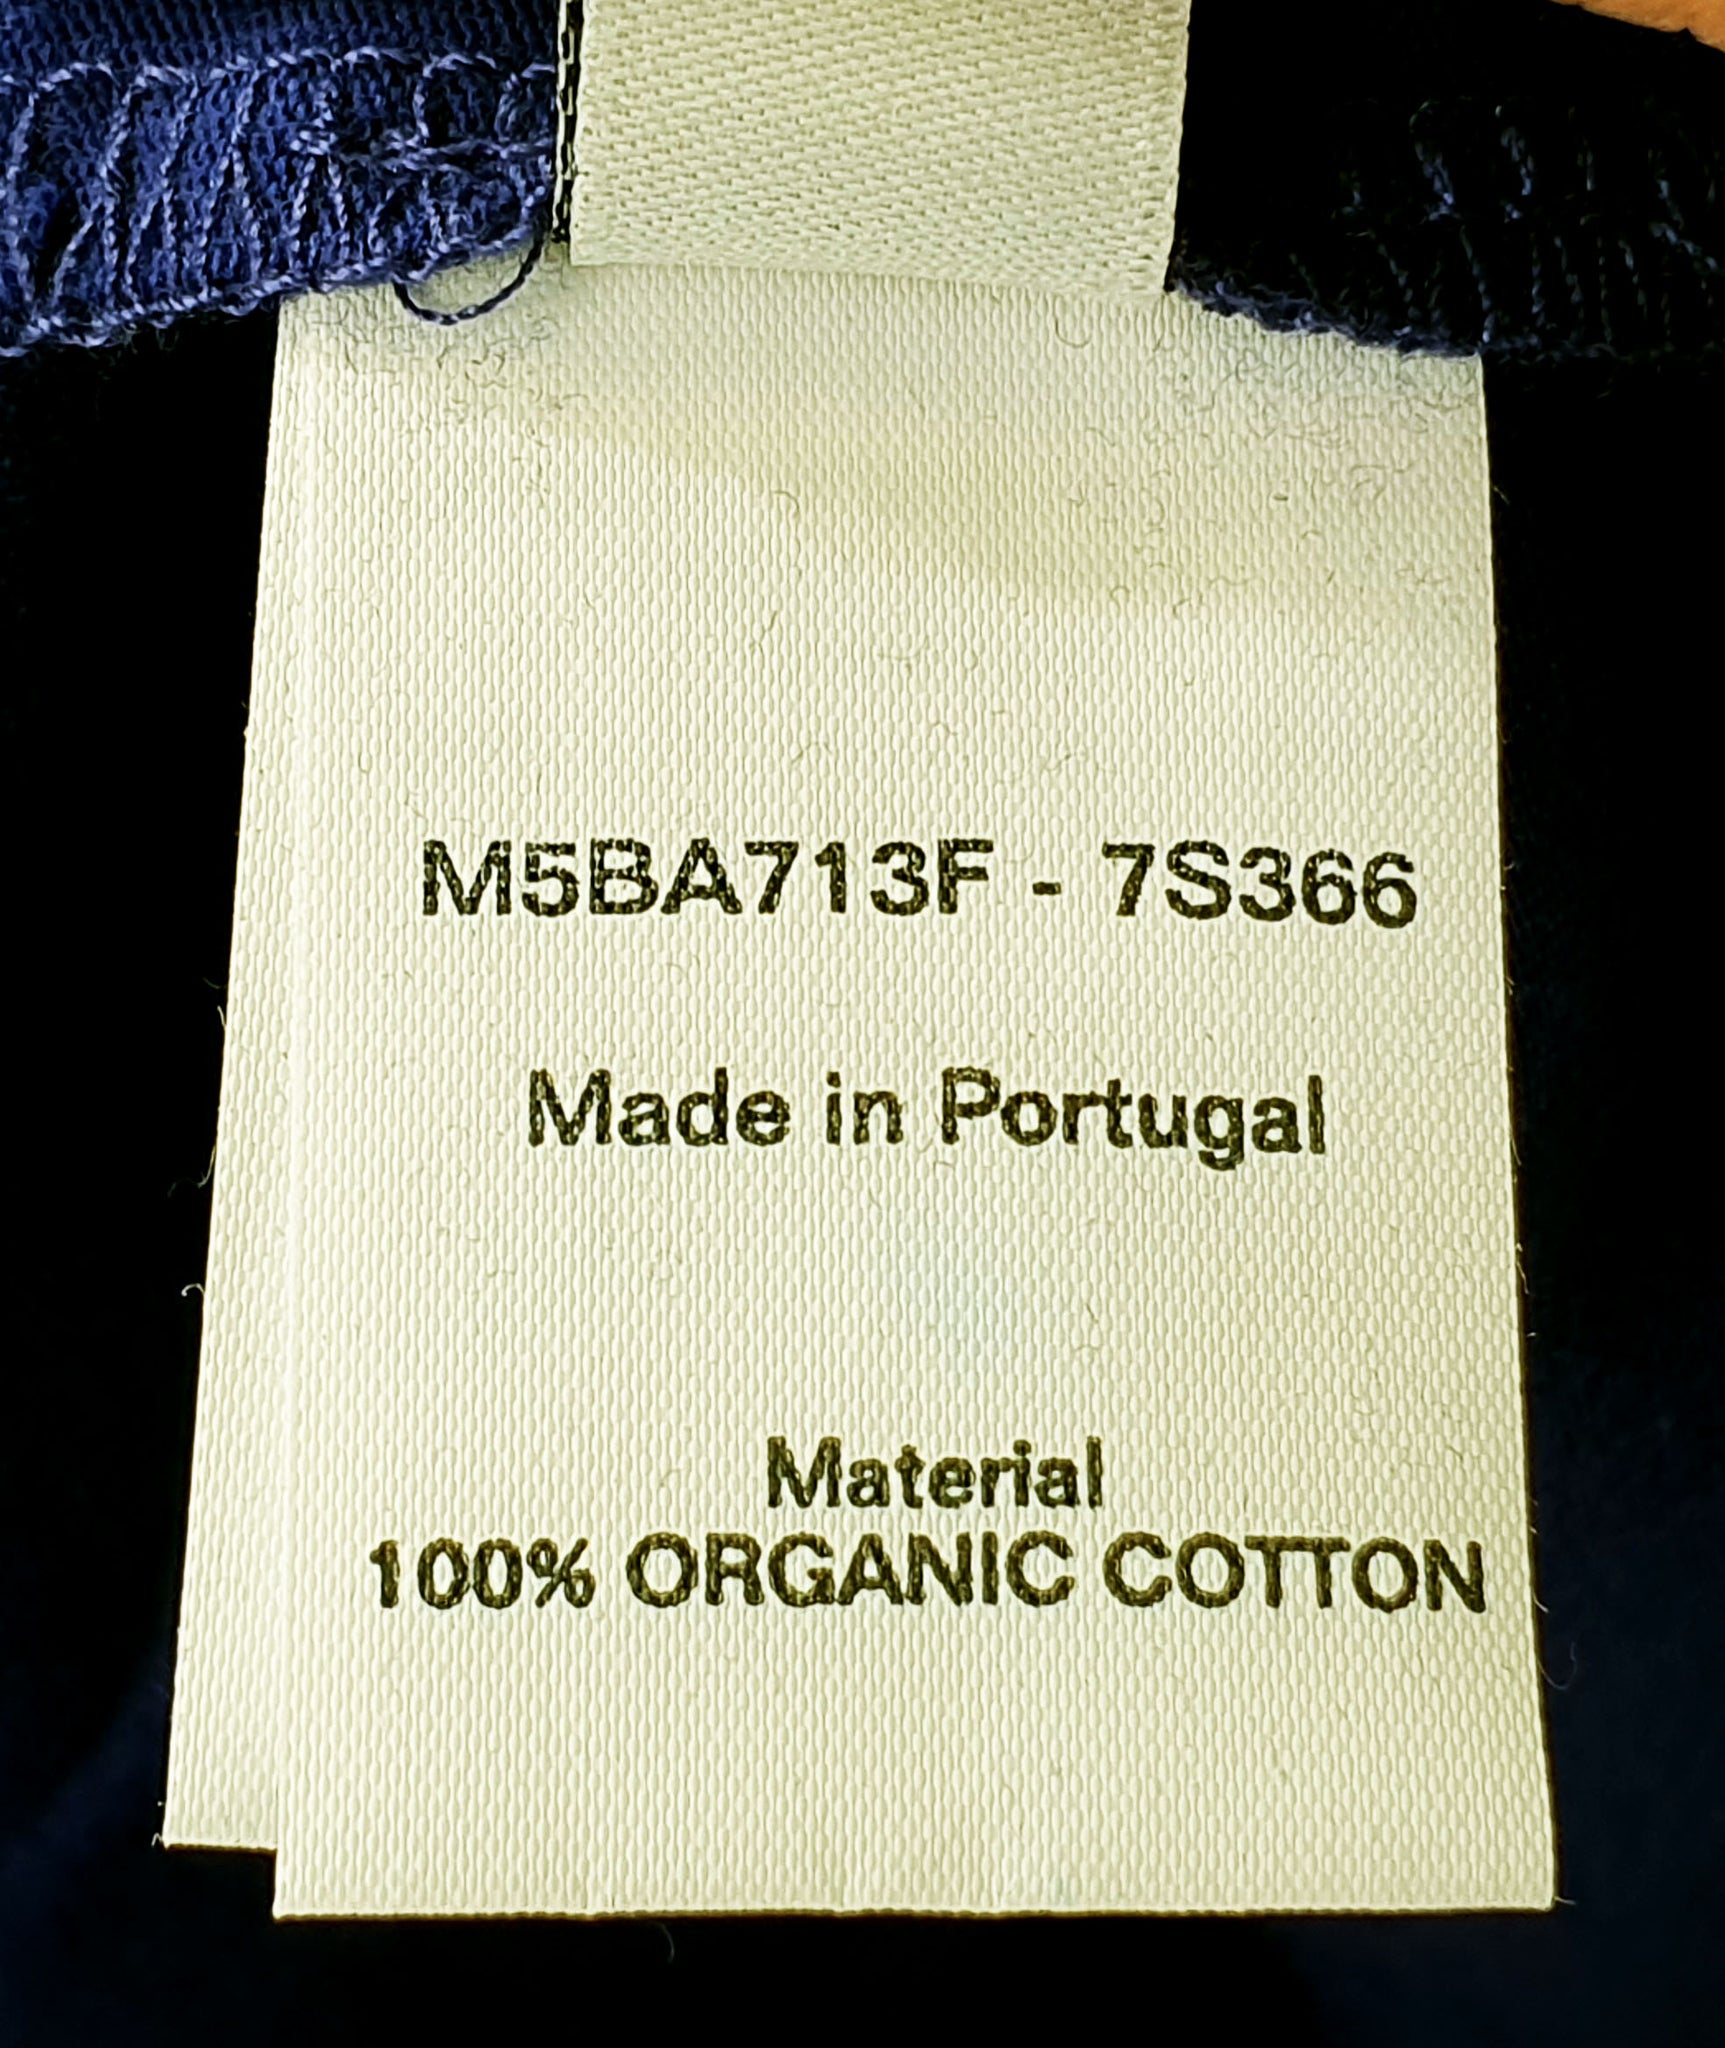 M5BA713F - 7S366
Made in Portugal
Material
100% ORGANIC COTTON